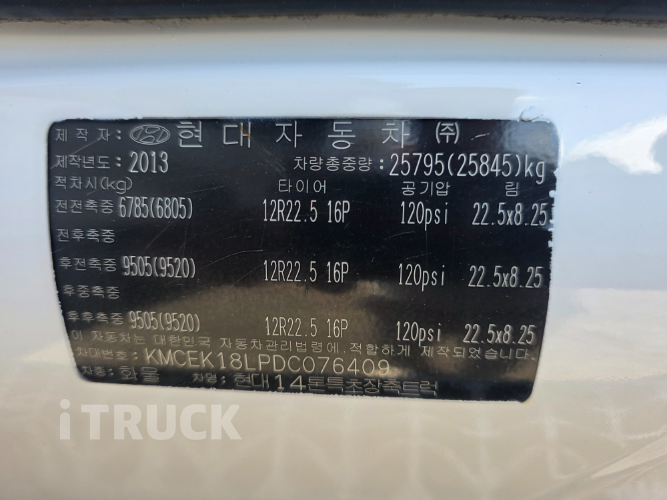 제 작 자 : 현 대 자 동 차 ㈜
제작년도 : 2013 차량총중량 : 25795(25845)kg
적차시(kg) 타이어 공기압 림
전전축중 6785(6805) 12R22.5 16P 120psi 22.5x8.25
전후축중
후전축중 9505(9520) 12R22.5 16P 120psi 22.5x8.25
후중축중
후후축중 9505(9520) 12R22.5 16P 120psi 22.5x8.25
이 자동차는 대한민국 자동차관리법령에 적합하게 제작되었음
차대번호: KMCEK18LPDC076409
차종: 화물 차명: 현대14톤특초장축트럭
iTRUCK